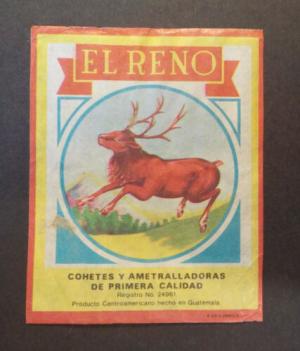 EL RENO
COHETES Y AMETRALLADORAS
DE PRIMERA CALIDAD
Registro No. 24961
Producto Centroamericano hecho en Guatemala.